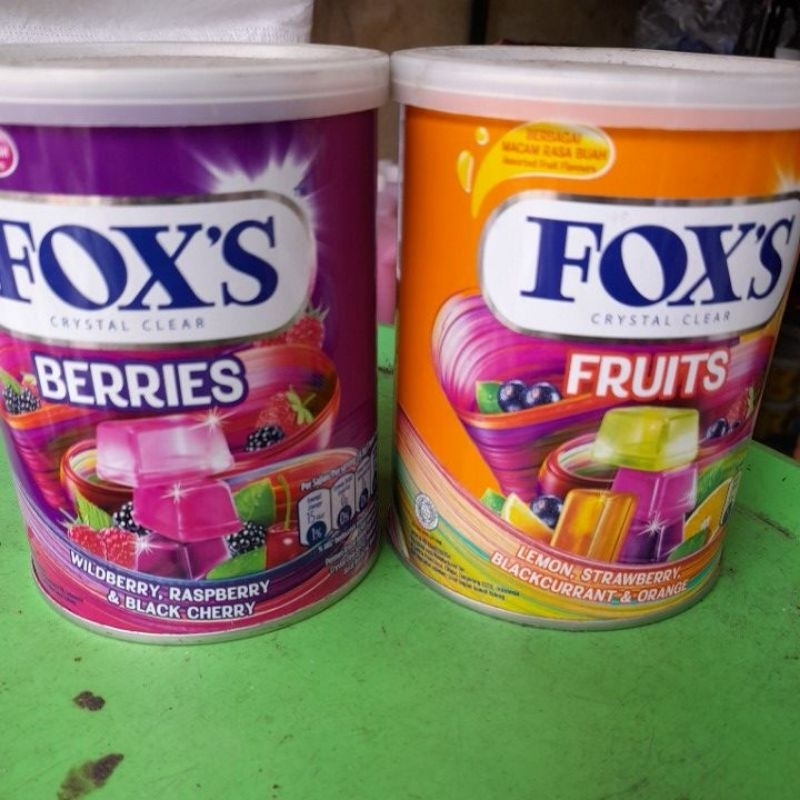 FOX'S
CRYSTAL CLEAR
BERRIES
WILDBERRY, RASPBERRY
& BLACK CHERRY
BERBAGAI
MACAM RASA BUAH
Assorted Fruit Flavours
FOX'S
CRYSTAL CLEAR
FRUITS
LEMON, STRAWBERRY,
BLACKCURRANT & ORANGE